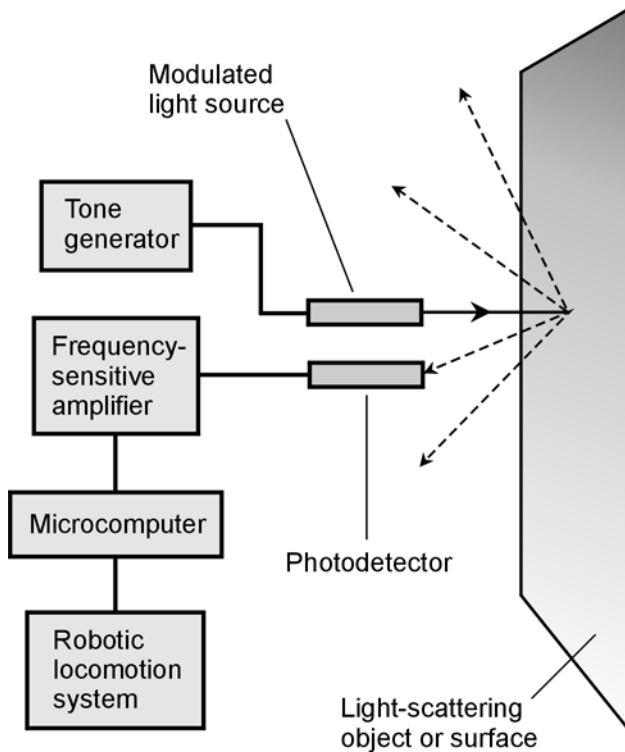 Modulated
light source
Tone
generator
Frequency-
sensitive
amplifier
Microcomputer
Photodetector
Robotic
locomotion
system
Light-scattering
object or surface